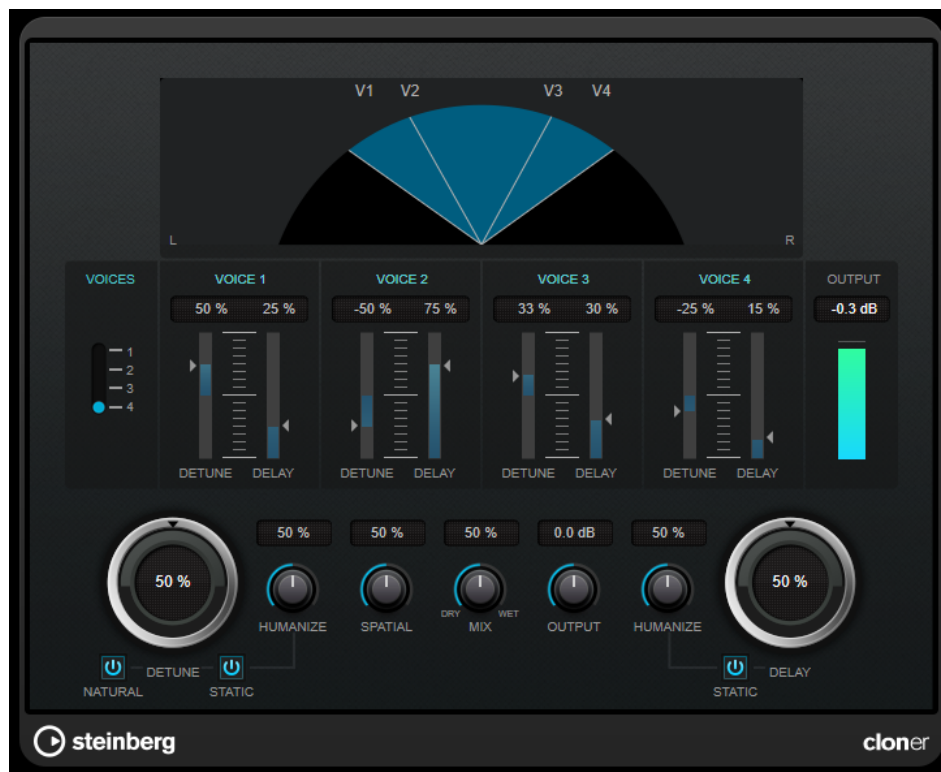 V1 V2 V3 V4
L R
VOICES VOICE 1 VOICE 2 VOICE 3 VOICE 4 OUTPUT
50 % 25 % -50 % 75 % 33 % 30 % -25 % 15 % -0.3 dB
1
2
3
4
DETUNE DELAY DETUNE DELAY DETUNE DELAY DETUNE DELAY
50 % 50 % 50 % 0.0 dB 50 %
50 % 50 %
DRY WET
HUMANIZE SPATIAL MIX OUTPUT HUMANIZE
DETUNE DELAY
NATURAL STATIC STATIC
steinberg cloner